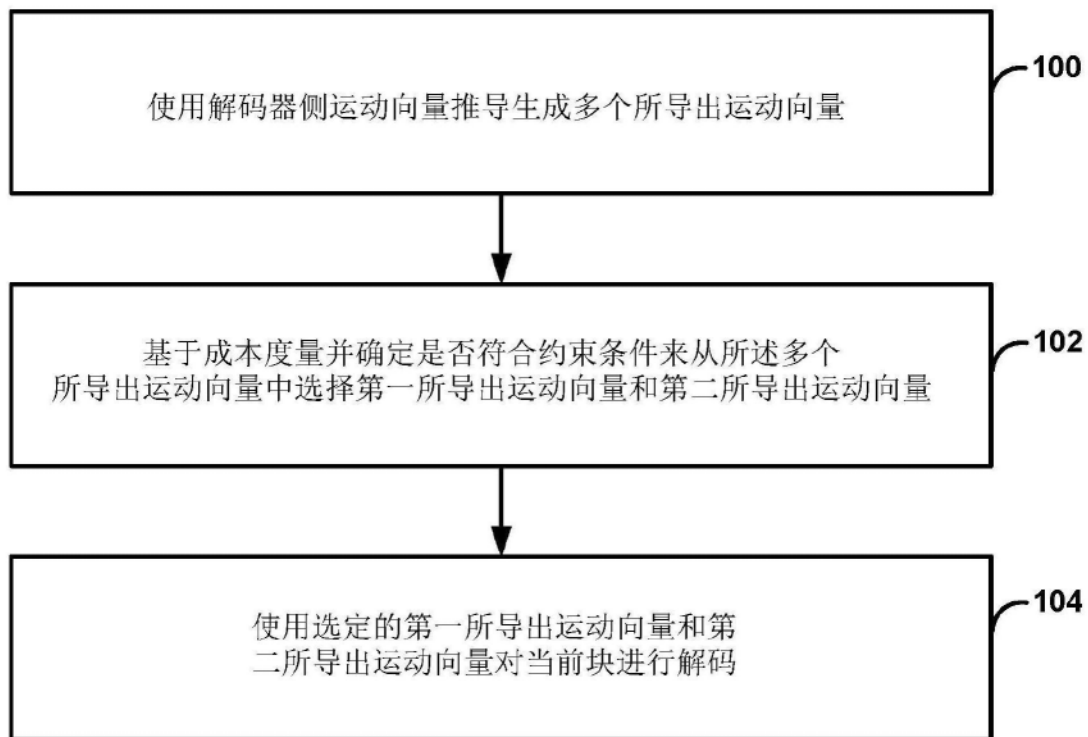 使用解码器侧运动向量推导生成多个所导出运动向量
100
基于成本度量并确定是否符合约束条件来从所述多个
所导出运动向量中选择第一所导出运动向量和第二所导出运动向量
102
使用选定的第一所导出运动向量和第
二所导出运动向量对当前块进行解码
104